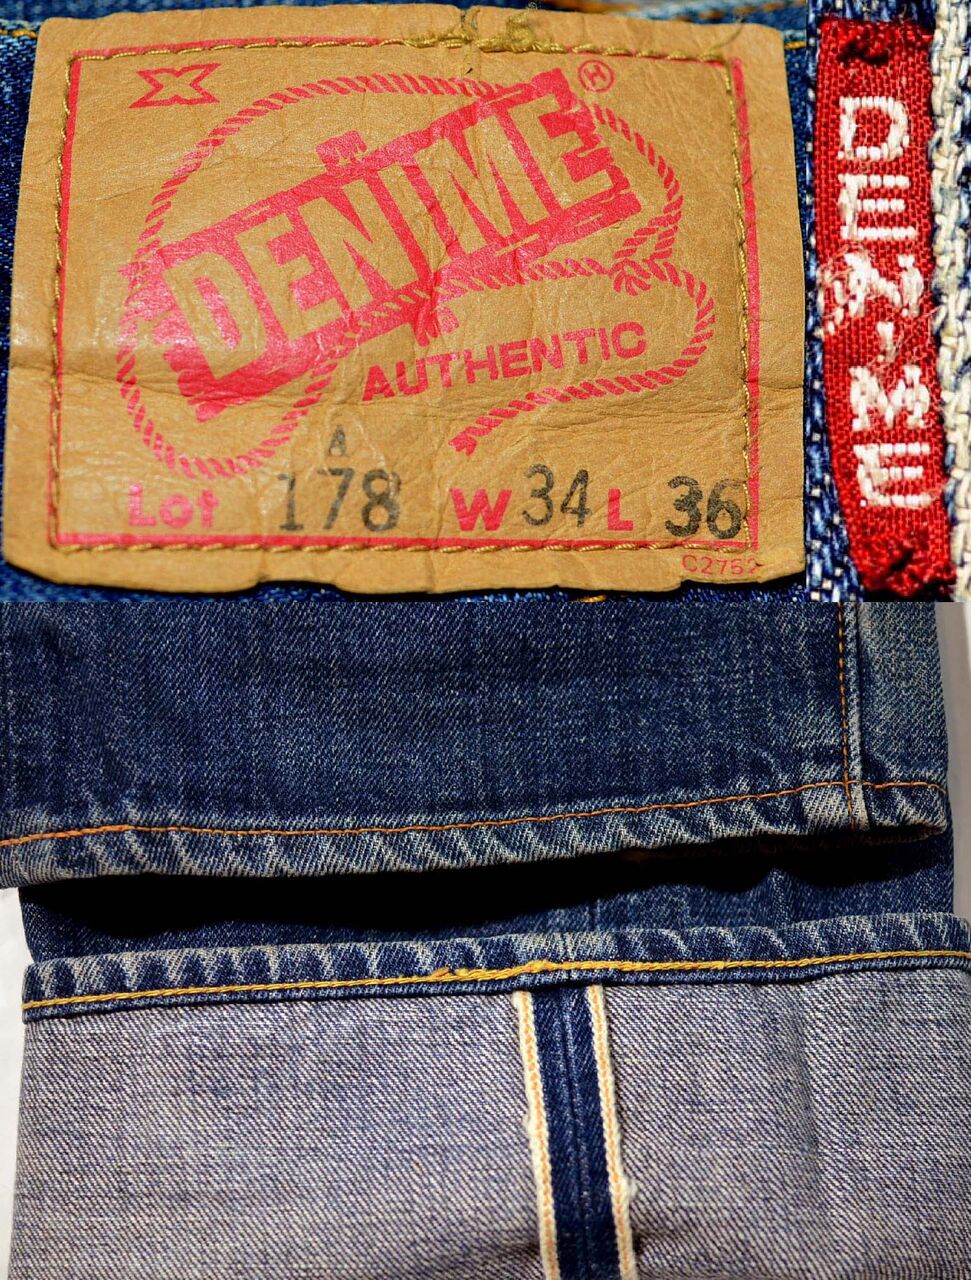 X
DENIME
H
AUTHENTIC
A
Lot 178 W 34 L 36
C2752
DENIME